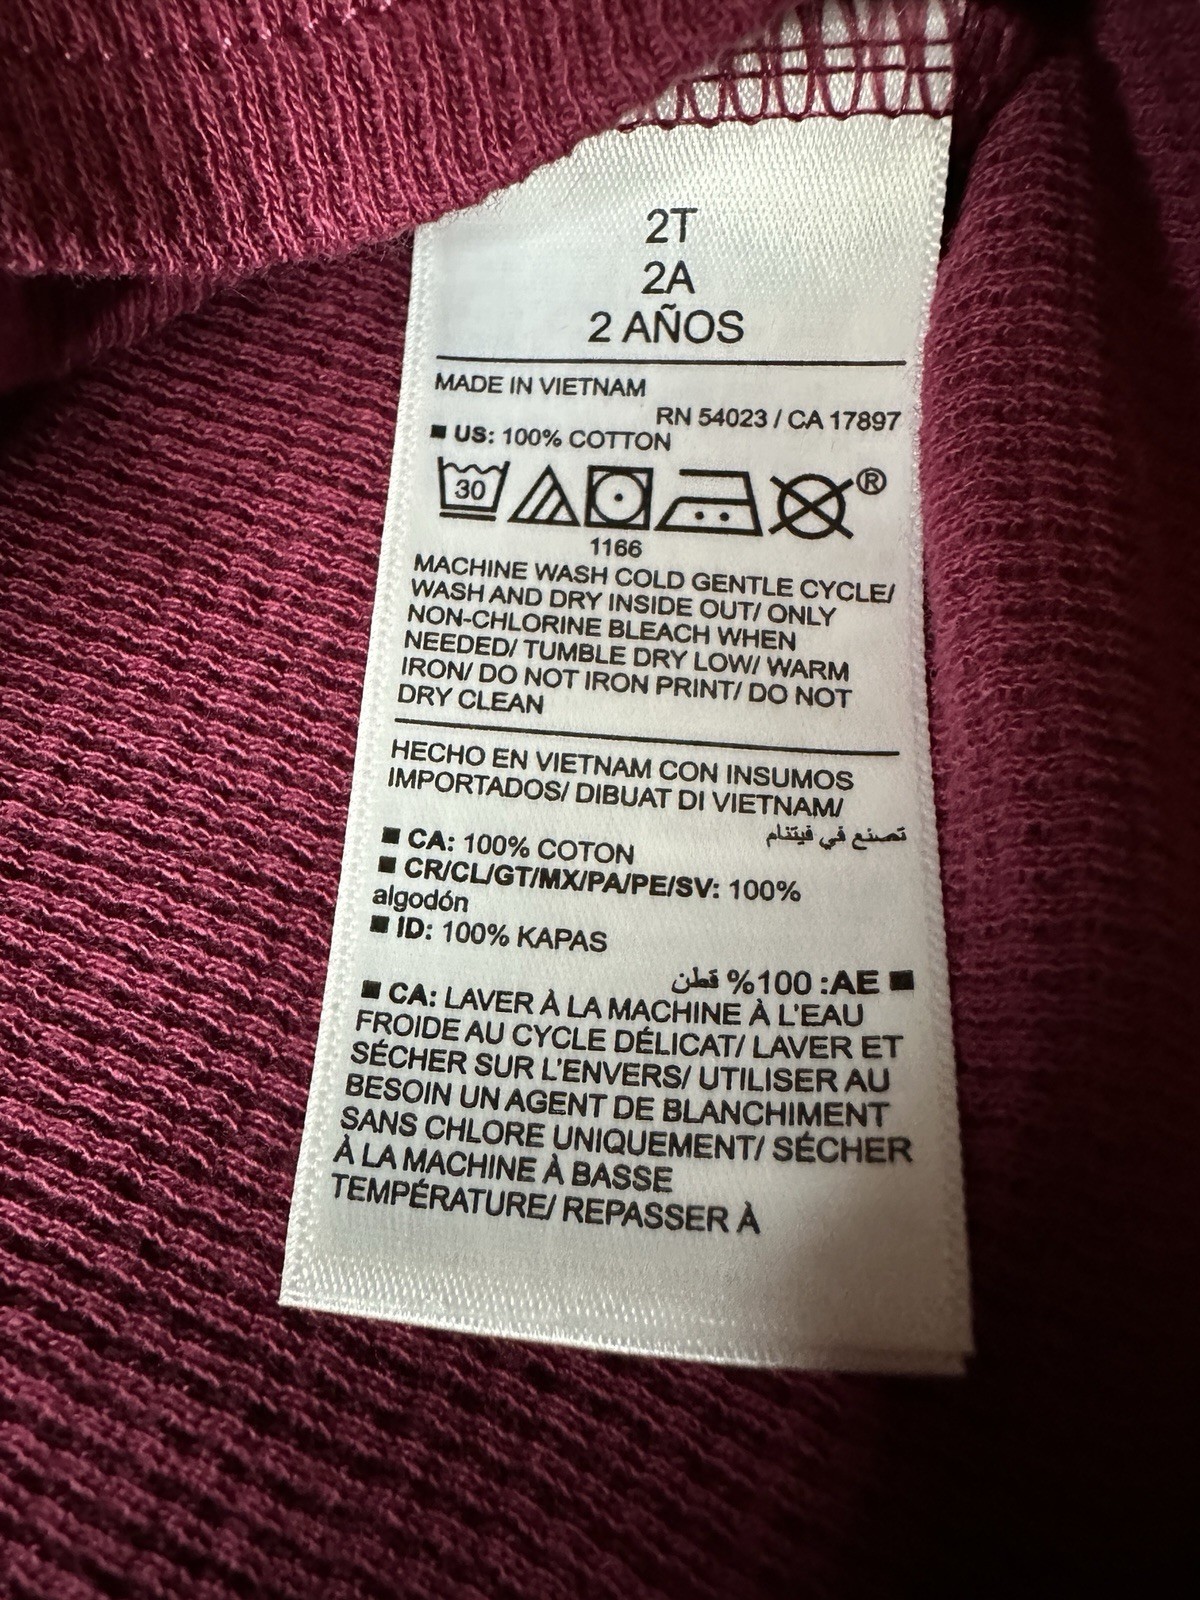 2T
2A
2 AÑOS
MADE IN VIETNAM
RN 54023 / CA 17897
■ US: 100% COTTON
30
®
1166
MACHINE WASH COLD GENTLE CYCLE/
WASH AND DRY INSIDE OUT/ ONLY
NON-CHLORINE BLEACH WHEN
NEEDED/ TUMBLE DRY LOW/ WARM
IRON/ DO NOT IRON PRINT/ DO NOT
DRY CLEAN
HECHO EN VIETNAM CON INSUMOS
IMPORTADOS/ DIBUAT DI VIETNAM/
تصنع في فيتنام
■ CA: 100% COTON
■ CR/CL/GT/MX/PA/PE/SV: 100%
algodón
■ ID: 100% KAPAS
■ AE: 100% قطن
■ CA: LAVER À LA MACHINE À L'EAU
FROIDE AU CYCLE DÉLICAT/ LAVER ET
SÉCHER SUR L'ENVERS/ UTILISER AU
BESOIN UN AGENT DE BLANCHIMENT
SANS CHLORE UNIQUEMENT/ SÉCHER
À LA MACHINE À BASSE
TEMPÉRATURE/ REPASSER À